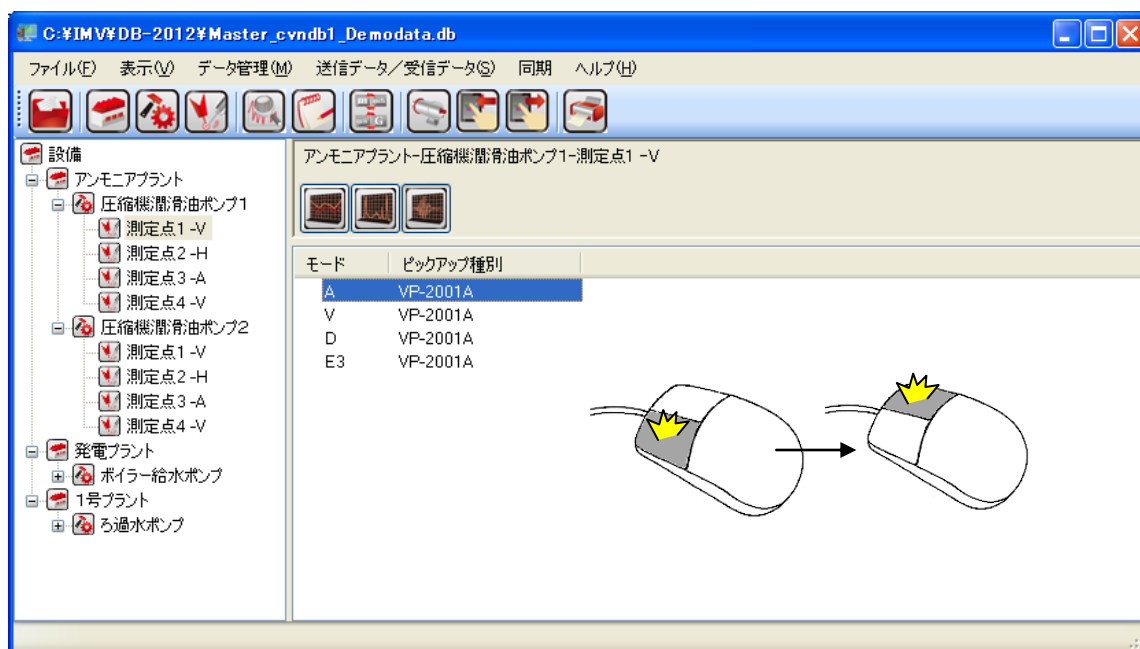 C:¥IMV¥DB-2012¥Master_cvndb1_Demodata.db
ファイル(F) 表示(V) データ管理(M) 送信データ／受信データ(S) 同期 ヘルプ(H)
設備
アンモニアプラント
圧縮機潤滑油ポンプ1
測定点1 -V
測定点2 -H
測定点3 -A
測定点4 -V
圧縮機潤滑油ポンプ2
測定点1 -V
測定点2 -H
測定点3 -A
測定点4 -V
発電プラント
ボイラー給水ポンプ
1号プラント
ろ過水ポンプ
アンモニアプラント-圧縮機潤滑油ポンプ1-測定点1 -V
モード ピックアップ種別
A VP-2001A
V VP-2001A
D VP-2001A
E3 VP-2001A